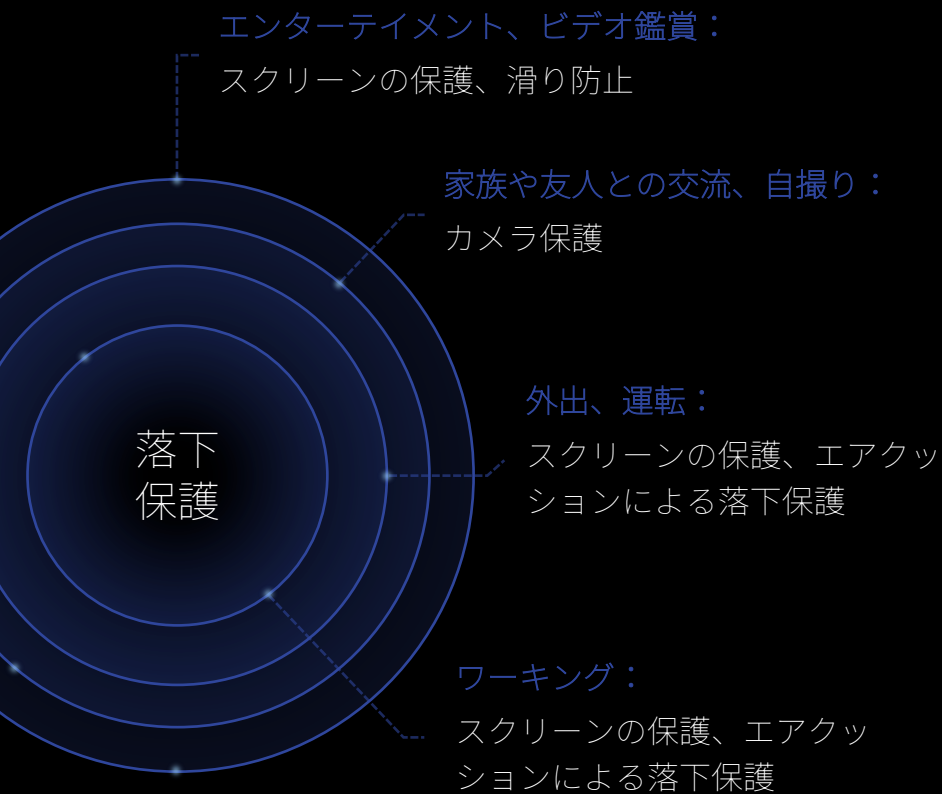 エンターテイメント、ビデオ鑑賞：
スクリーンの保護、滑り防止
家族や友人との交流、自撮り：
カメラ保護
外出、運転：
スクリーンの保護、エアクッ
ションによる落下保護
落下
保護
ワーキング：
スクリーンの保護、エアクッ
ションによる落下保護